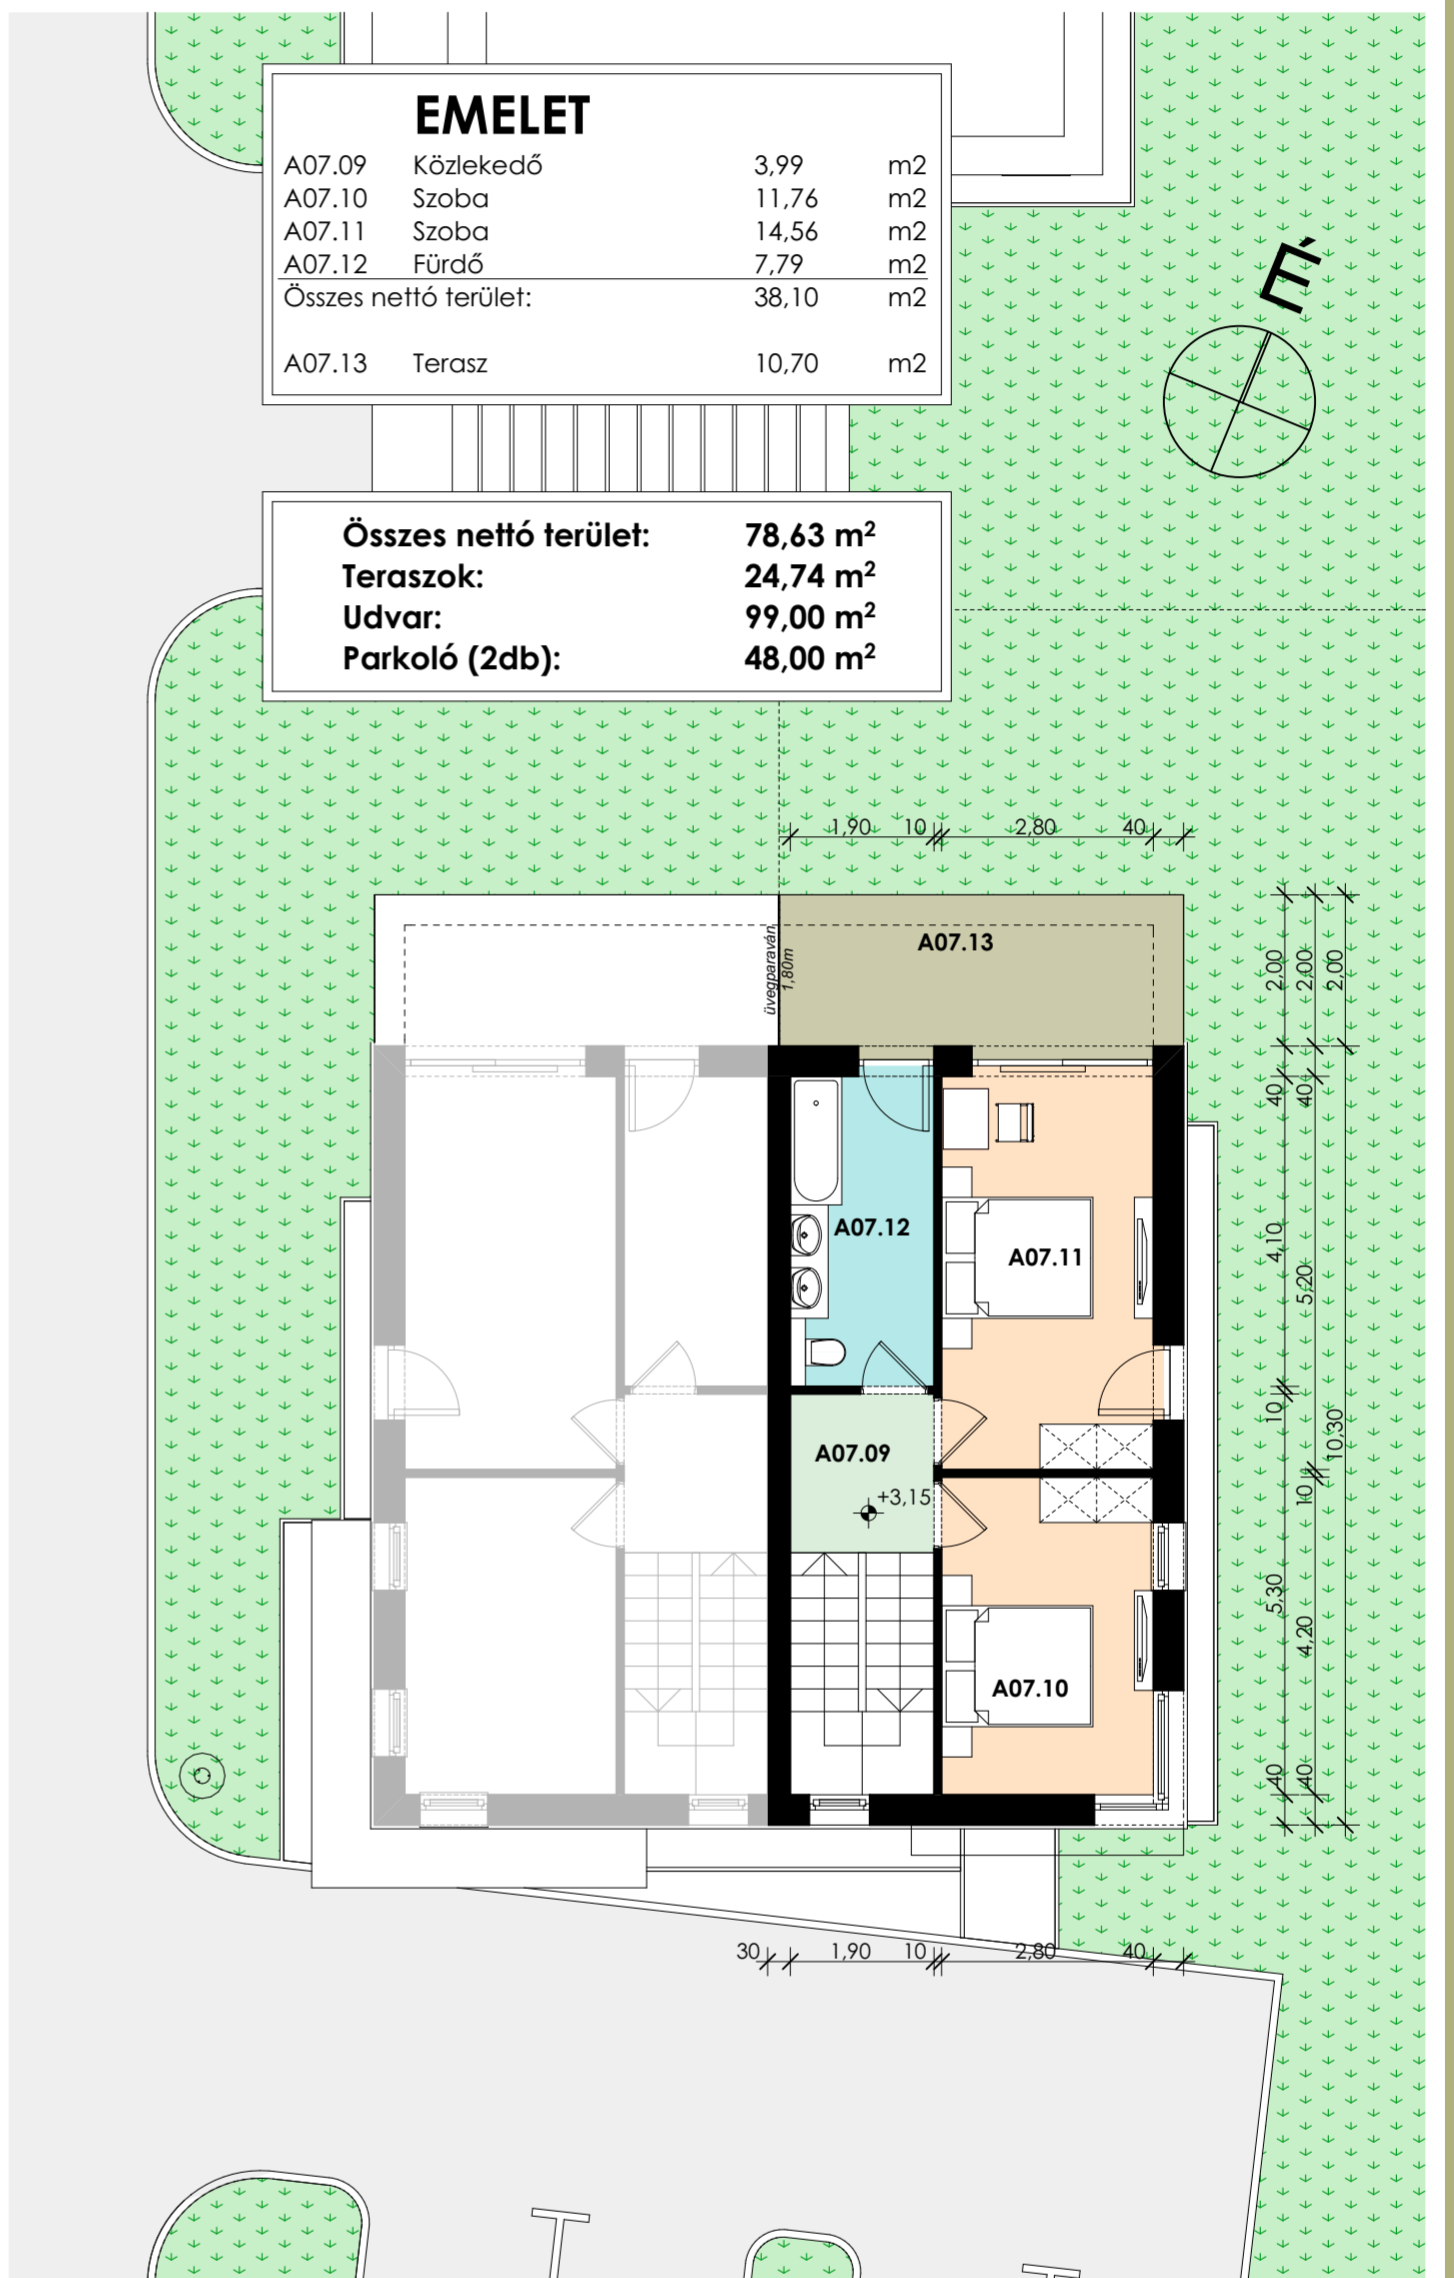 EMELET
A07.09 Közlekedő 3,99 m2
A07.10 Szoba 11,76 m2
A07.11 Szoba 14,56 m2
A07.12 Fürdő 7,79 m2
Összes nettó terület: 38,10 m2
A07.13 Terasz 10,70 m2
É
Összes nettó terület: 78,63 m²
Teraszok: 24,74 m²
Udvar: 99,00 m²
Parkoló (2db): 48,00 m²
1,90 10 2,80 40
A07.13
üvegparaván
1,80m
2,00 2,00 2,00
40 40
A07.12
A07.11
4,10
5,20
10
10,30
A07.09
+3,15
10
5,30
4,20
A07.10
40 40
30 1,90 10 2,80 40